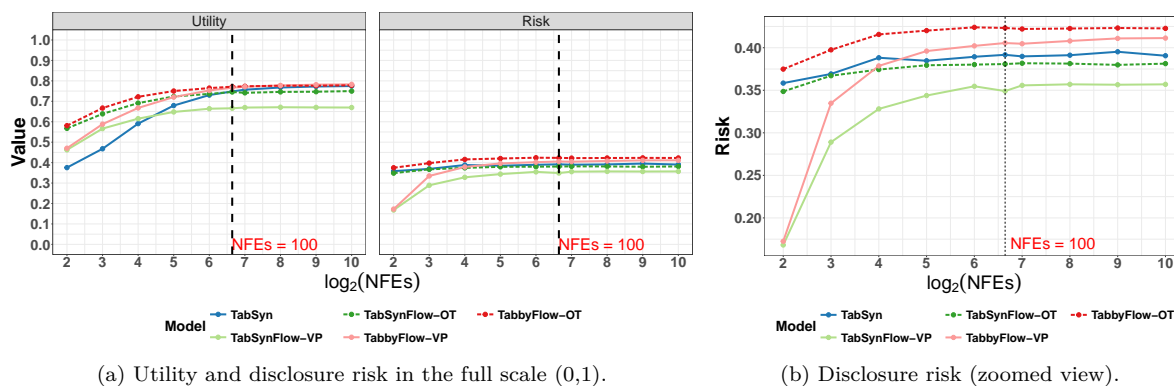 Utility
Risk
1.0
0.9
0.8
0.7
0.6
0.5
0.4
0.3
0.2
0.1
0.0
Value
NFEs = 100
NFEs = 100
2 3 4 5 6 7 8 9 10
2 3 4 5 6 7 8 9 10
log2(NFEs)
Model
TabSyn
TabSynFlow−OT
TabbyFlow−OT
TabSynFlow−VP
TabbyFlow−VP
(a) Utility and disclosure risk in the full scale (0,1).
0.40
0.35
0.30
0.25
0.20
Risk
NFEs = 100
2 3 4 5 6 7 8 9 10
log2(NFEs)
Model
TabSyn
TabSynFlow−OT
TabbyFlow−OT
TabSynFlow−VP
TabbyFlow−VP
(b) Disclosure risk (zoomed view).